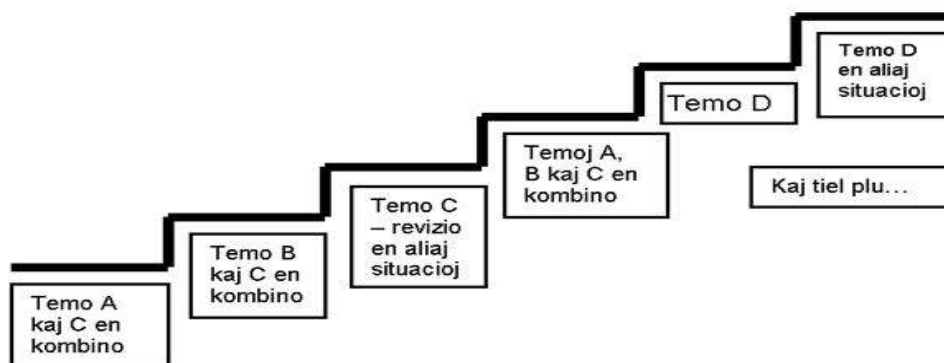 Temo A
kaj C en
kombino
Temo B
kaj C en
kombino
Temo C
– revizio
en aliaj
situacioj
Temoj A,
B kaj C en
kombino
Temo D
Temo D
en aliaj
situacioj
Kaj tiel plu…